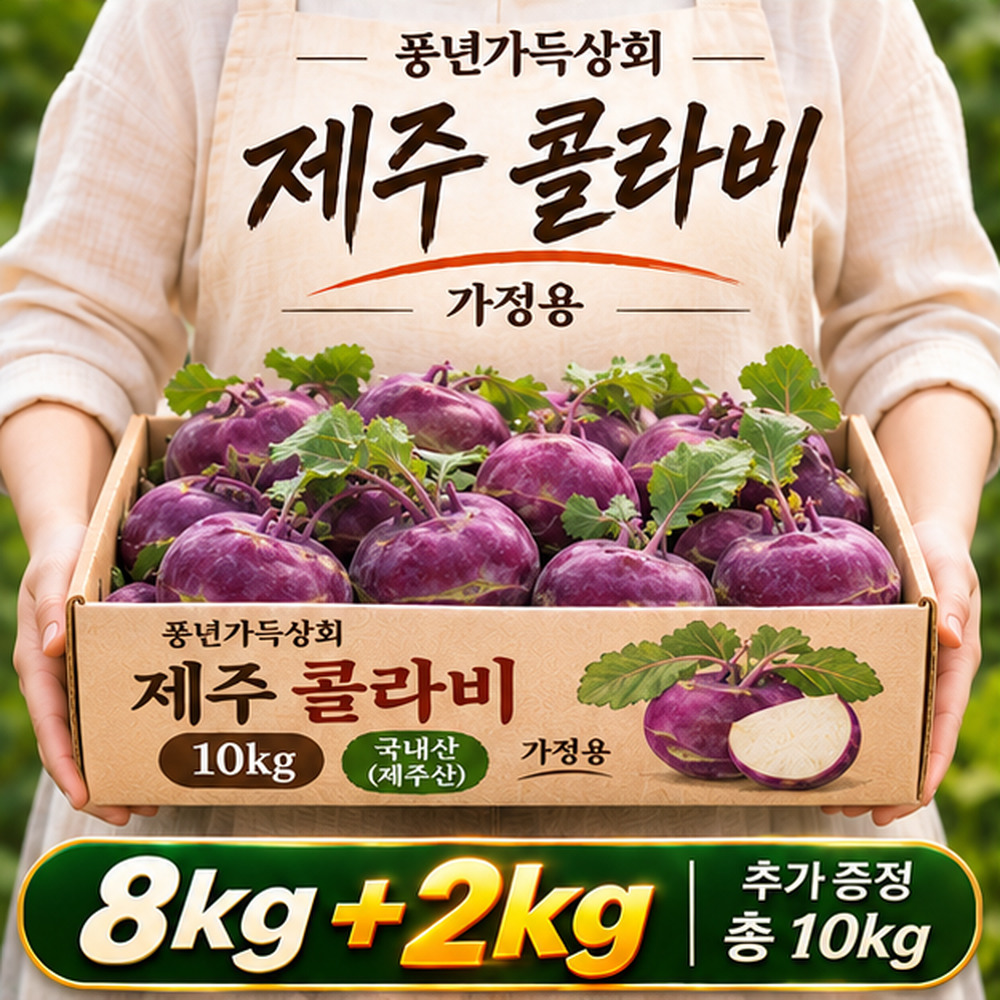 풍년가득상회
제주 콜라비
가정용
풍년가득상회
제주 콜라비
10kg
국내산
(제주산)
가정용
8kg+2kg
추가 증정
총 10kg